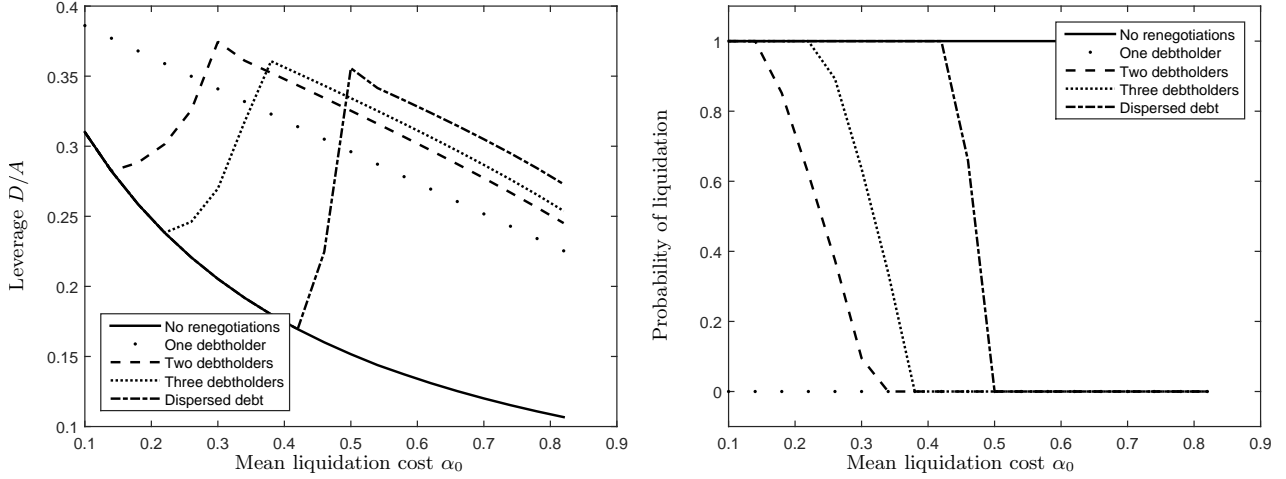 0.4
0.35
0.3
0.25
0.2
0.15
0.1
Leverage D/A
No renegotiations
One debtholder
Two debtholders
Three debtholders
Dispersed debt
0.1 0.2 0.3 0.4 0.5 0.6 0.7 0.8 0.9
Mean liquidation cost α₀
1
0.8
0.6
0.4
0.2
0
Probability of liquidation
No renegotiations
One debtholder
Two debtholders
Three debtholders
Dispersed debt
0.1 0.2 0.3 0.4 0.5 0.6 0.7 0.8 0.9
Mean liquidation cost α₀